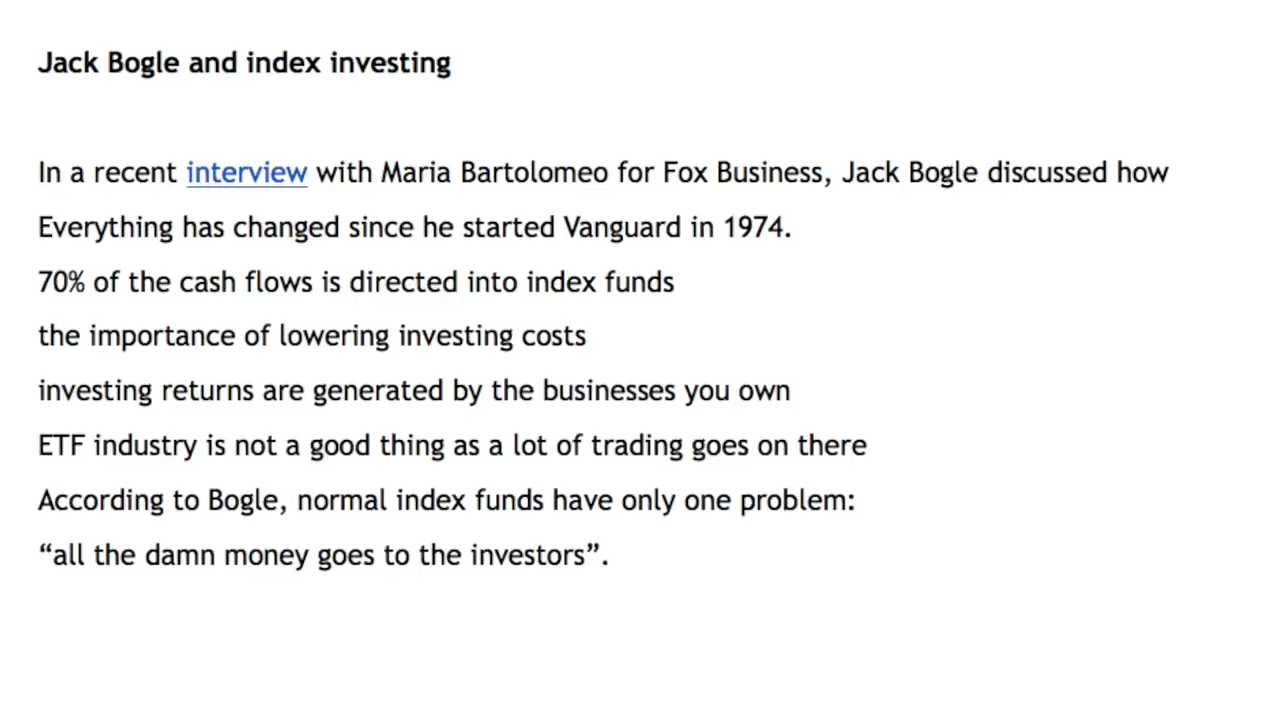 Jack Bogle and index investing
In a recent interview with Maria Bartolomeo for Fox Business, Jack Bogle discussed how
Everything has changed since he started Vanguard in 1974.
70% of the cash flows is directed into index funds
the importance of lowering investing costs
investing returns are generated by the businesses you own
ETF industry is not a good thing as a lot of trading goes on there
According to Bogle, normal index funds have only one problem:
“all the damn money goes to the investors”.